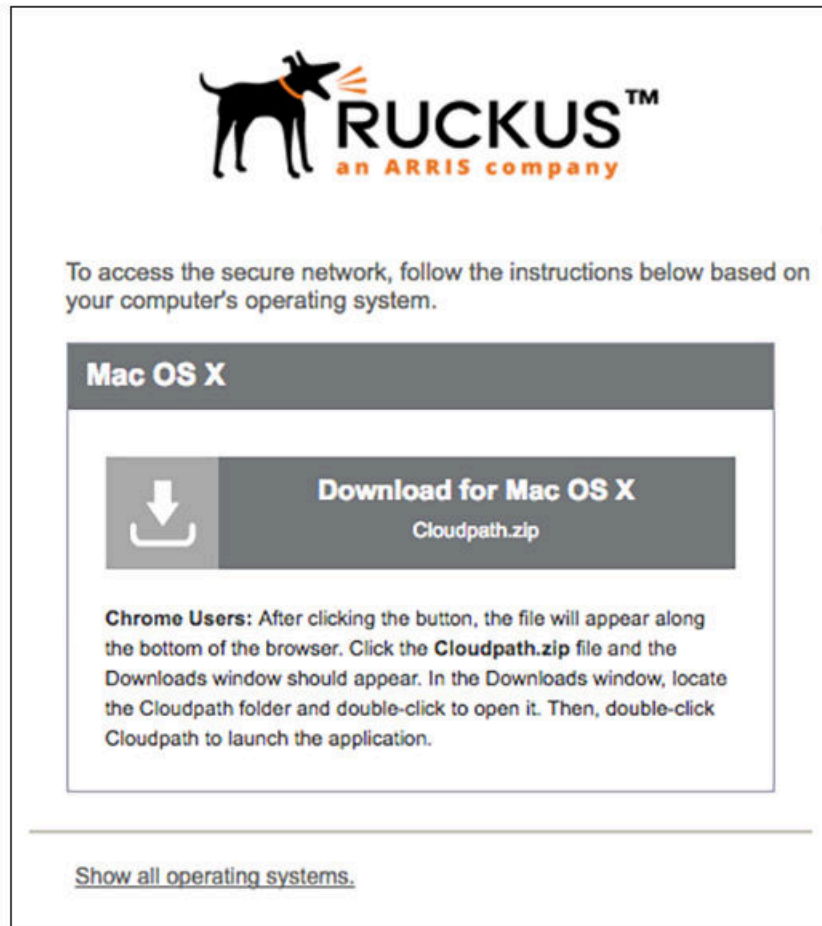 RUCKUS™
an ARRIS company
To access the secure network, follow the instructions below based on
your computer's operating system.
Mac OS X
Download for Mac OS X
Cloudpath.zip
Chrome Users: After clicking the button, the file will appear along
the bottom of the browser. Click the Cloudpath.zip file and the
Downloads window should appear. In the Downloads window, locate
the Cloudpath folder and double-click to open it. Then, double-click
Cloudpath to launch the application.
Show all operating systems.